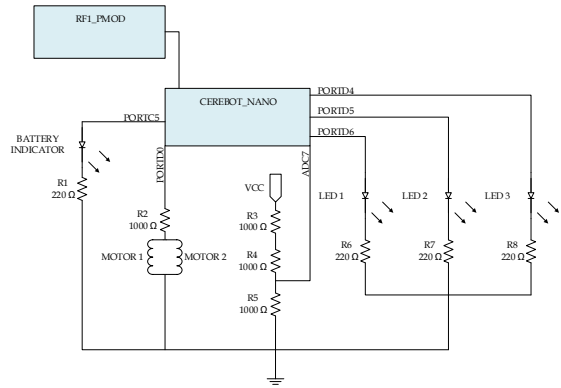 RF1_PMOD
CEREBOT_NANO
PORTD4
PORTD5
PORTD6
PORTC5
PORTD0
ADC7
BATTERY
INDICATOR
VCC
LED 1
LED 2
LED 3
R1
220 Ω
R2
1000 Ω
R3
1000 Ω
R4
1000 Ω
R5
1000 Ω
R6
220 Ω
R7
220 Ω
R8
220 Ω
MOTOR 1
MOTOR 2